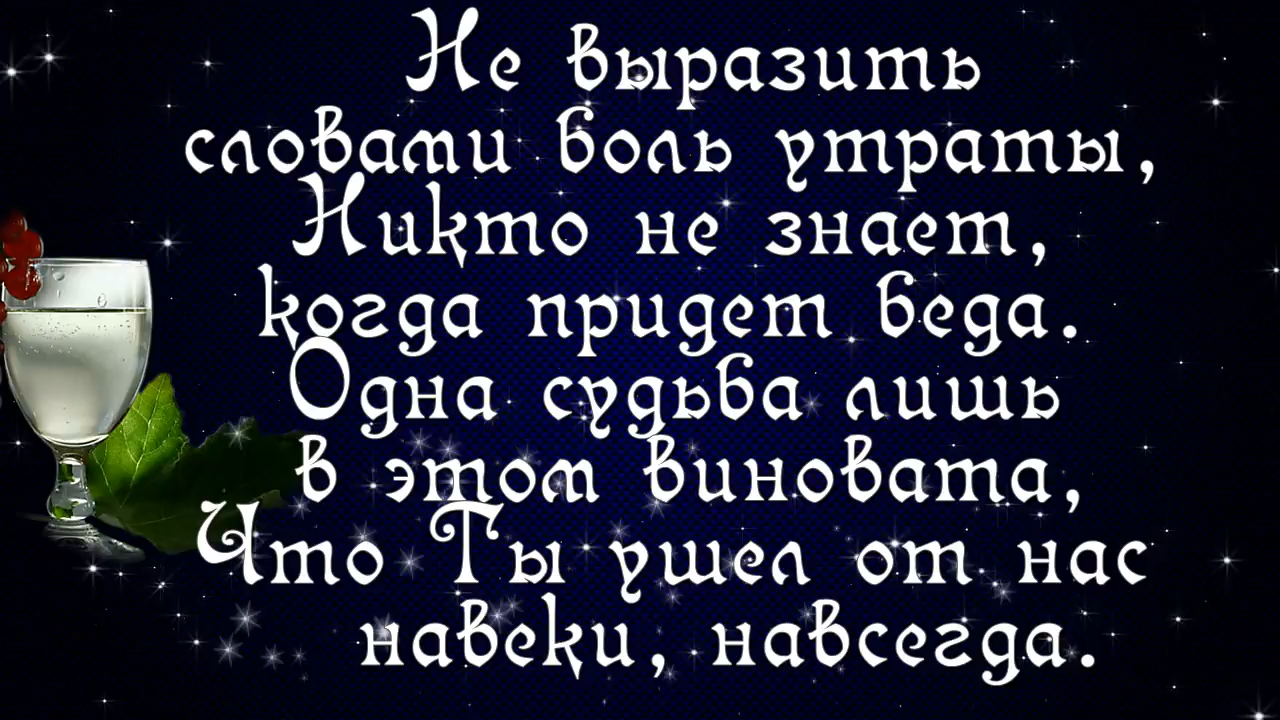 Не выразить
словами боль утраты,
Никто не знает,
когда придет беда.
Одна судьба лишь
в этом виновата,
Что Ты ушел от нас
навеки, навсегда.